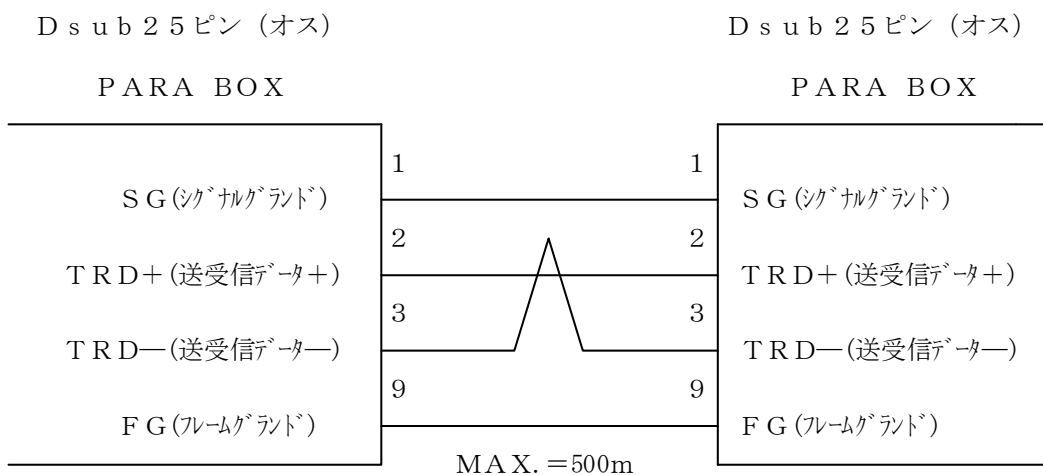 Dsub25ピン（オス） Dsub25ピン（オス）
PARA BOX PARA BOX
1 1
SG(ｼｸﾞﾅﾙｸﾞﾗﾝﾄﾞ) SG(ｼｸﾞﾅﾙｸﾞﾗﾝﾄﾞ)
2 2
TRD＋(送受信ﾃﾞｰﾀ＋) TRD＋(送受信ﾃﾞｰﾀ＋)
3 3
TRD―(送受信ﾃﾞｰﾀ―) TRD―(送受信ﾃﾞｰﾀ―)
9 9
FG(ﾌﾚｰﾑｸﾞﾗﾝﾄﾞ) FG(ﾌﾚｰﾑｸﾞﾗﾝﾄﾞ)
MAX.＝500m